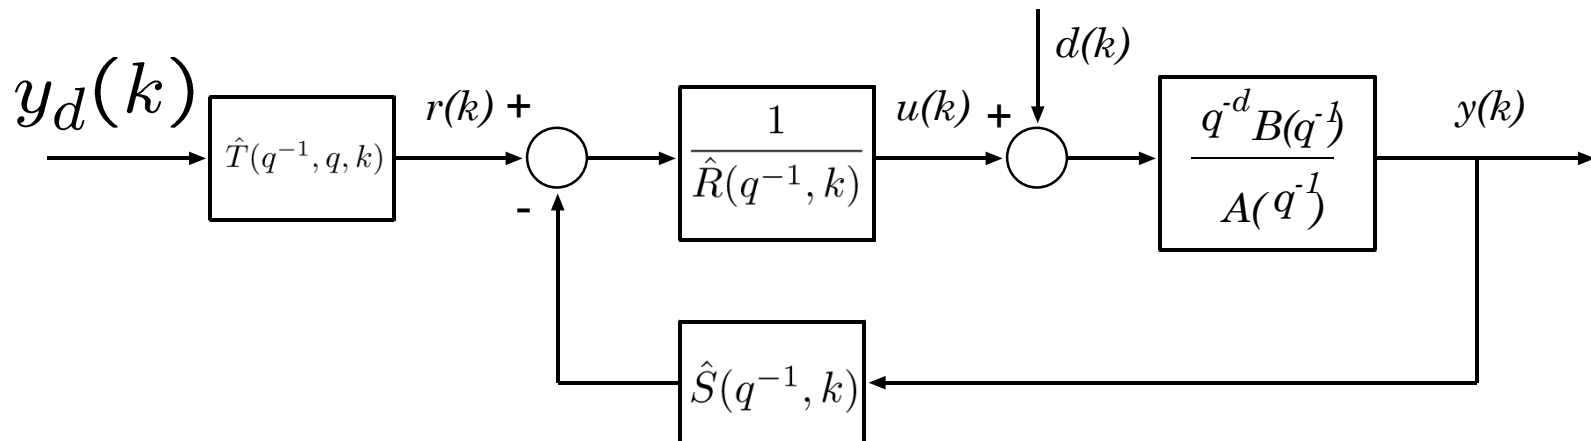 y_d(k)
T̂(q⁻¹, q, k)
r(k) +
-
1
R̂(q⁻¹, k)
u(k) +
d(k)
q⁻ᵈ B(q⁻¹)
A(q⁻¹)
y(k)
Ŝ(q⁻¹, k)